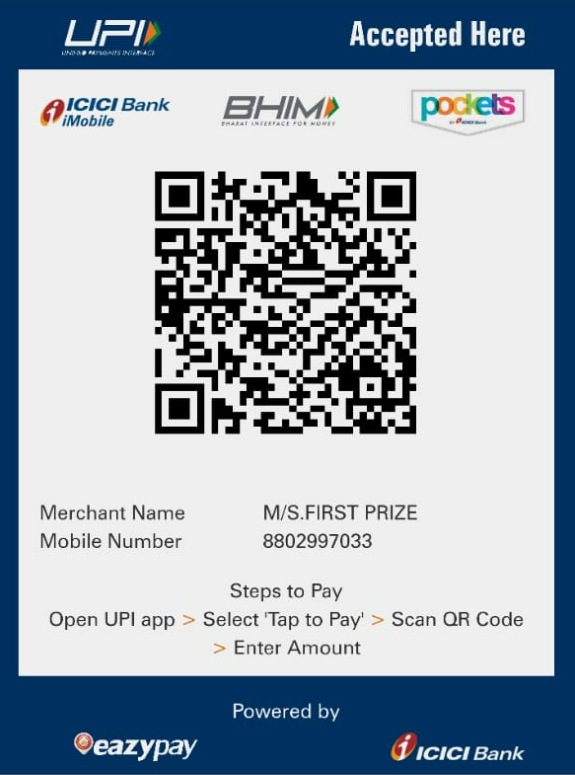 UPI
UNIFIED PAYMENTS INTERFACE
Accepted Here
ICICI Bank
iMobile
BHIM
BHARAT INTERFACE FOR MONEY
pockets
by ICICI Bank
Merchant Name M/S.FIRST PRIZE
Mobile Number 8802997033
Steps to Pay
Open UPI app > Select 'Tap to Pay' > Scan QR Code
> Enter Amount
Powered by
eazypay
ICICI Bank